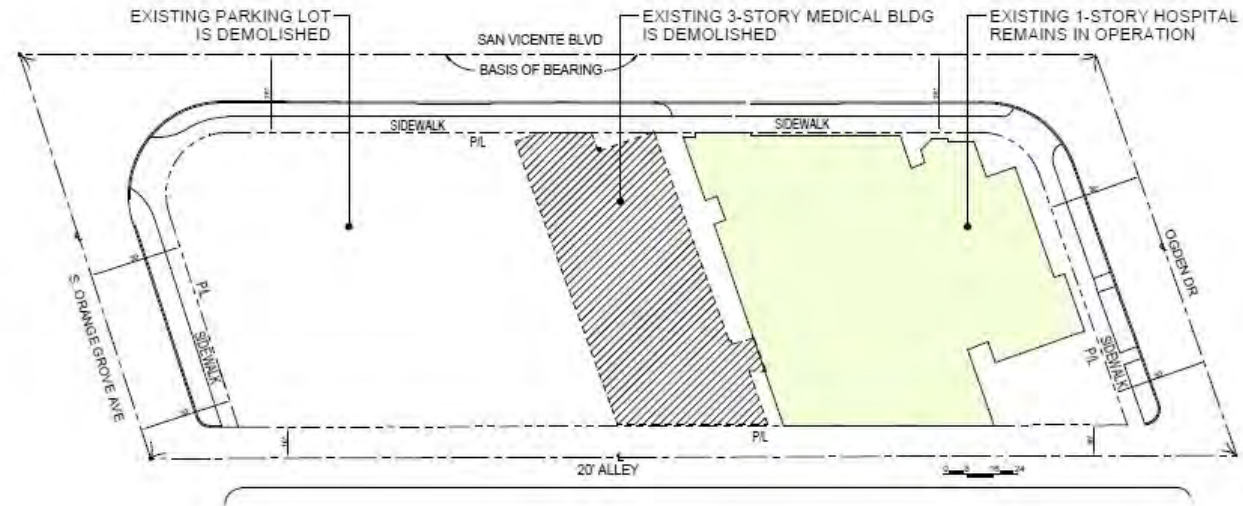 EXISTING PARKING LOT
IS DEMOLISHED
EXISTING 3-STORY MEDICAL BLDG
IS DEMOLISHED
EXISTING 1-STORY HOSPITAL
REMAINS IN OPERATION
SAN VICENTE BLVD
BASIS OF BEARING
SIDEWALK
SIDEWALK
P/L
P/L
SIDEWALK
S. ORANGE GROVE AVE
OGDEN DR
P/L
SIDEWALK
P/L
20' ALLEY